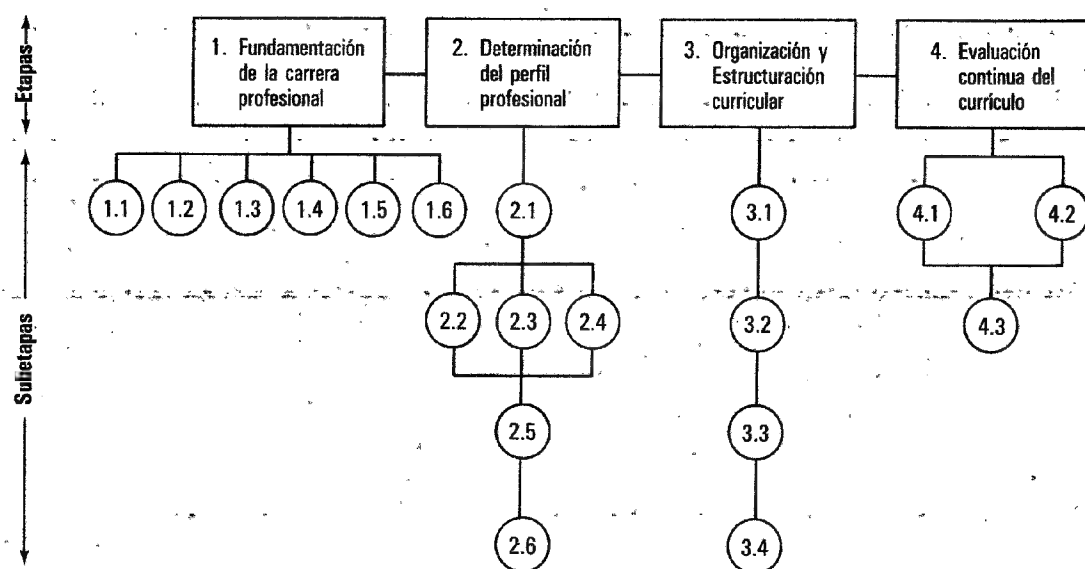 Etapas
1. Fundamentación
de la carrera
profesional
2. Determinación
del perfil
profesional
3. Organización y
Estructuración
curricular
4. Evaluación
continua del
currículo
Subetapas
1.1
1.2
1.3
1.4
1.5
1.6
2.1
3.1
4.1
4.2
2.2
2.3
2.4
3.2
4.3
2.5
3.3
2.6
3.4